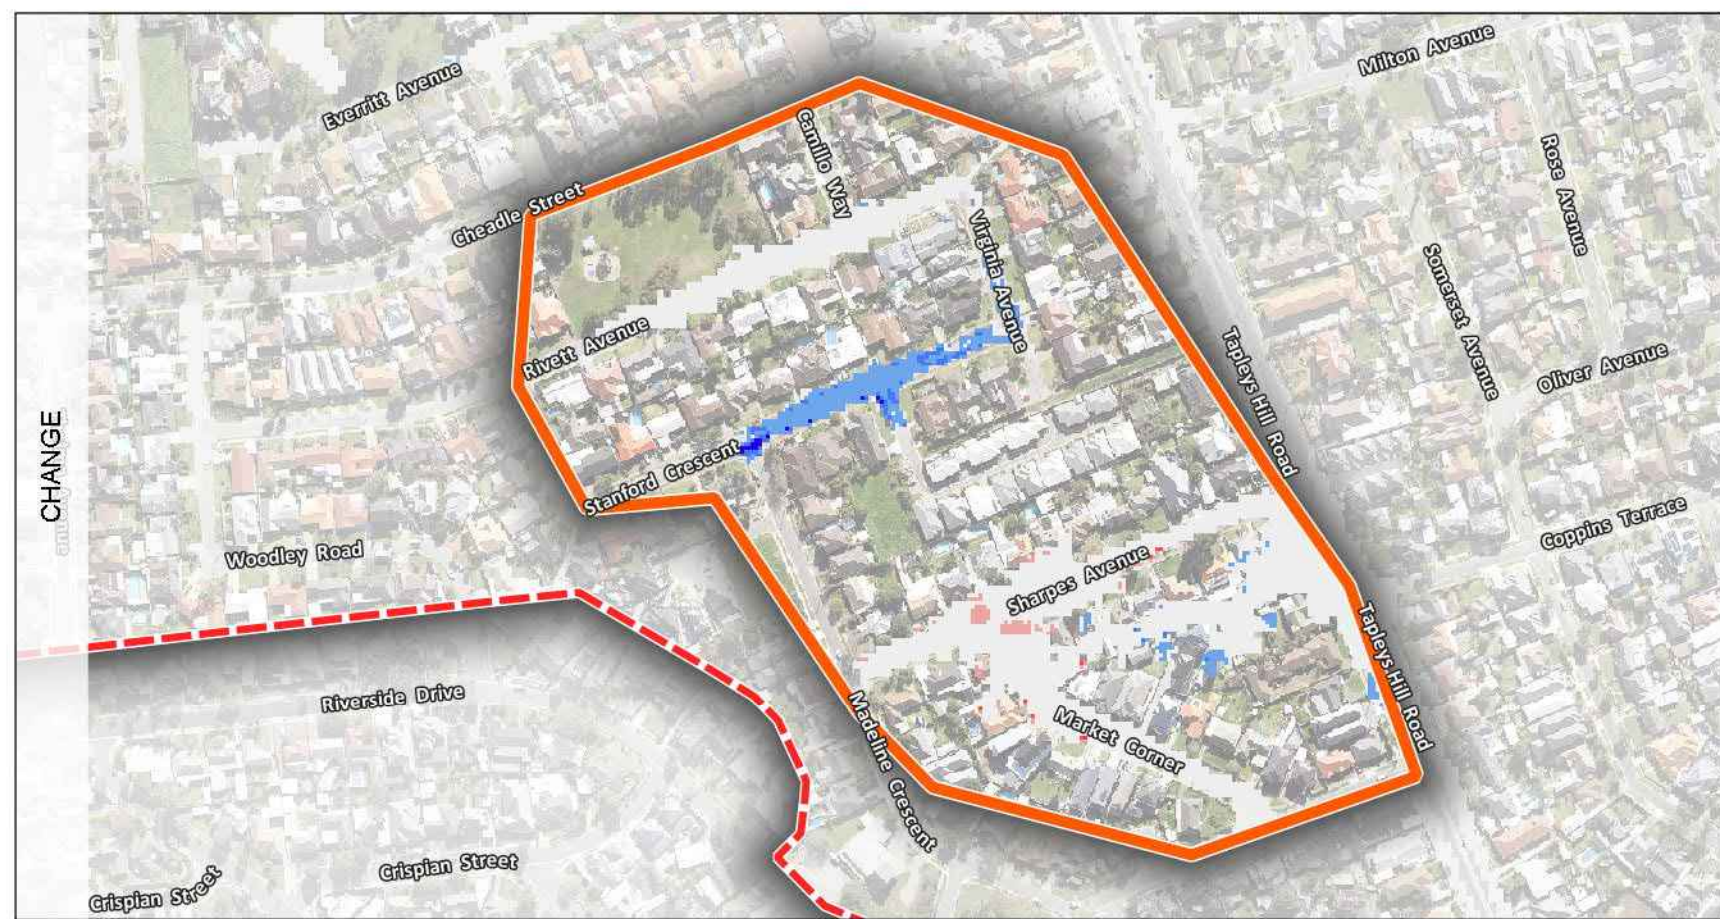 Milton Avenue
Everritt Avenue
Camillo Way
Rose Avenue
Cheadle Street
Virginia Avenue
Somerset Avenue
Rivett Avenue
Tapleys Hill Road
Oliver Avenue
CHANGE
Stanford Crescent
Coppins Terrace
Woodley Road
Sharpes Avenue
Tapleys Hill Road
Riverside Drive
Madeline Crescent
Market Corner
Crispian Street
Crispian Street